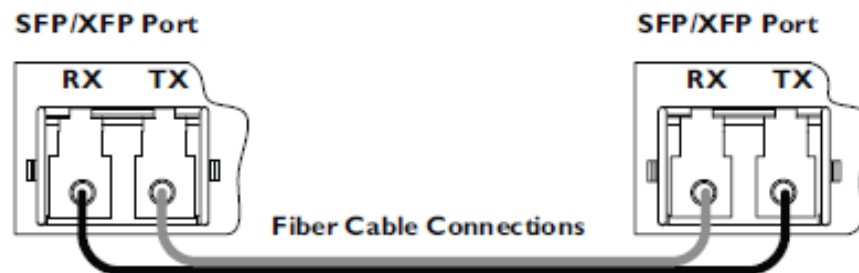 SFP/XFP Port
SFP/XFP Port
RX TX
RX TX
Fiber Cable Connections